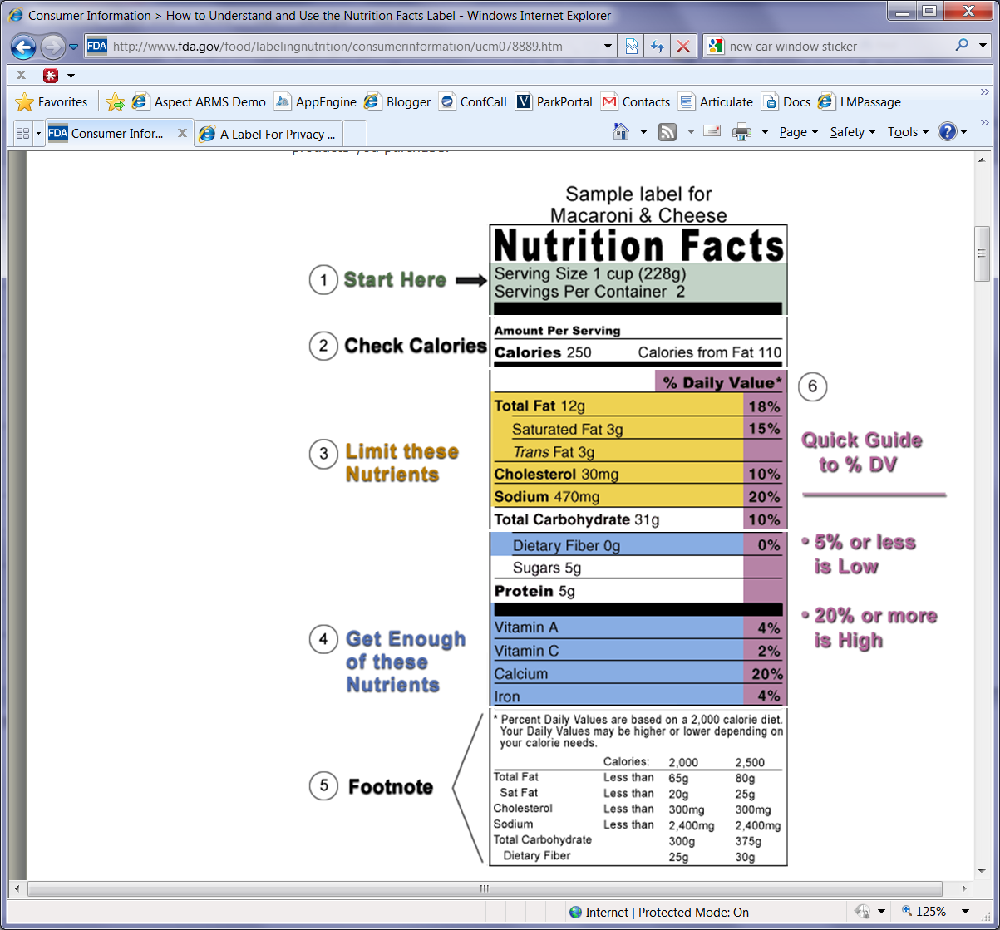 Consumer Information > How to Understand and Use the Nutrition Facts Label - Windows Internet Explorer
FDA http://www.fda.gov/food/labelingnutrition/consumerinformation/ucm078889.htm new car window sticker
Favorites Aspect ARMS Demo AppEngine Blogger ConfCall V ParkPortal Contacts Articulate Docs LMPassage
FDA Consumer Infor... A Label For Privacy ... Page Safety Tools
Sample label for
Macaroni & Cheese
Nutrition Facts
1 Start Here
Serving Size 1 cup (228g)
Servings Per Container 2
2 Check Calories
Amount Per Serving
Calories 250 Calories from Fat 110
% Daily Value*
3 Limit these
Nutrients
Total Fat 12g 18%
Saturated Fat 3g 15%
Trans Fat 3g
Cholesterol 30mg 10%
Sodium 470mg 20%
Total Carbohydrate 31g 10%
Dietary Fiber 0g 0%
Sugars 5g
Protein 5g
4 Get Enough
of these
Nutrients
Vitamin A 4%
Vitamin C 2%
Calcium 20%
Iron 4%
5 Footnote
* Percent Daily Values are based on a 2,000 calorie diet.
Your Daily Values may be higher or lower depending on
your calorie needs.
Calories: 2,000 2,500
Total Fat Less than 65g 80g
Sat Fat Less than 20g 25g
Cholesterol Less than 300mg 300mg
Sodium Less than 2,400mg 2,400mg
Total Carbohydrate 300g 375g
Dietary Fiber 25g 30g
6
Quick Guide
to % DV
• 5% or less
is Low
• 20% or more
is High
Internet | Protected Mode: On 125%